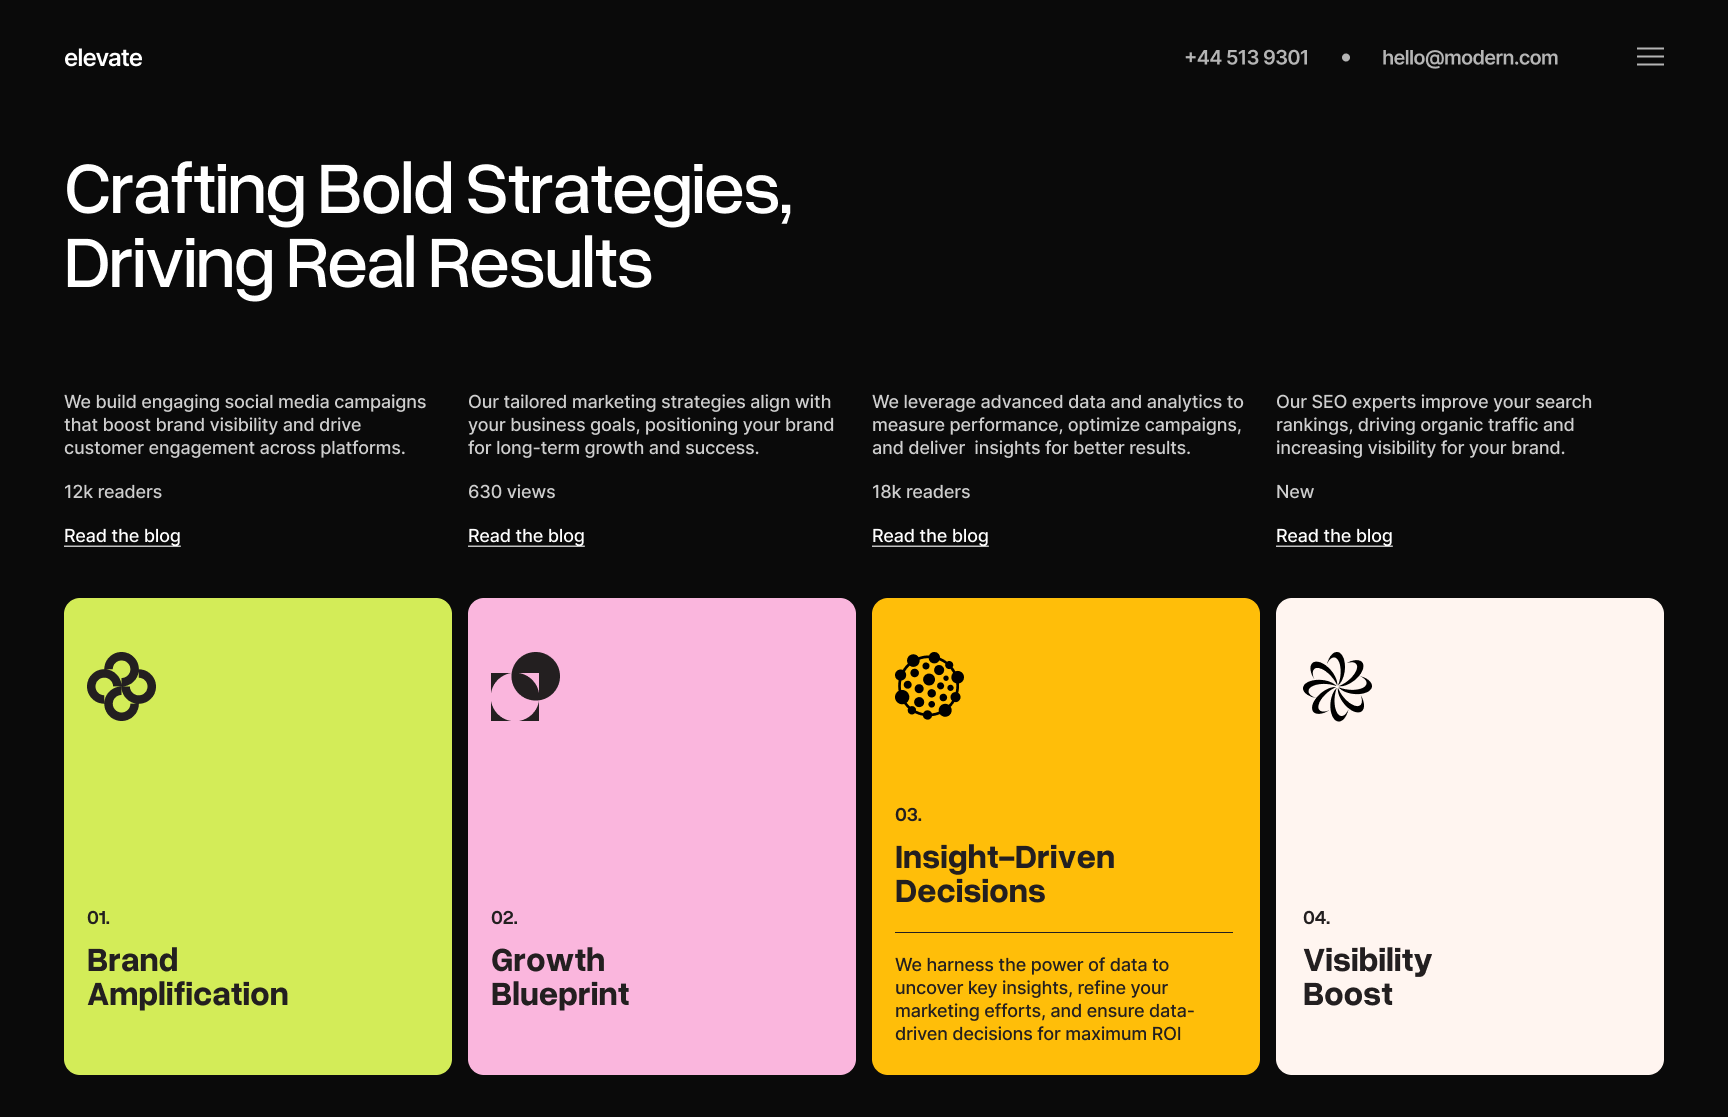 elevate
+44 513 9301 • hello@modern.com
Crafting Bold Strategies,
Driving Real Results
We build engaging social media campaigns
that boost brand visibility and drive
customer engagement across platforms.
12k readers
Read the blog
Our tailored marketing strategies align with
your business goals, positioning your brand
for long-term growth and success.
630 views
Read the blog
We leverage advanced data and analytics to
measure performance, optimize campaigns,
and deliver  insights for better results.
18k readers
Read the blog
Our SEO experts improve your search
rankings, driving organic traffic and
increasing visibility for your brand.
New
Read the blog
01.
Brand
Amplification
02.
Growth
Blueprint
03.
Insight–Driven
Decisions
We harness the power of data to
uncover key insights, refine your
marketing efforts, and ensure data-
driven decisions for maximum ROI
04.
Visibility
Boost